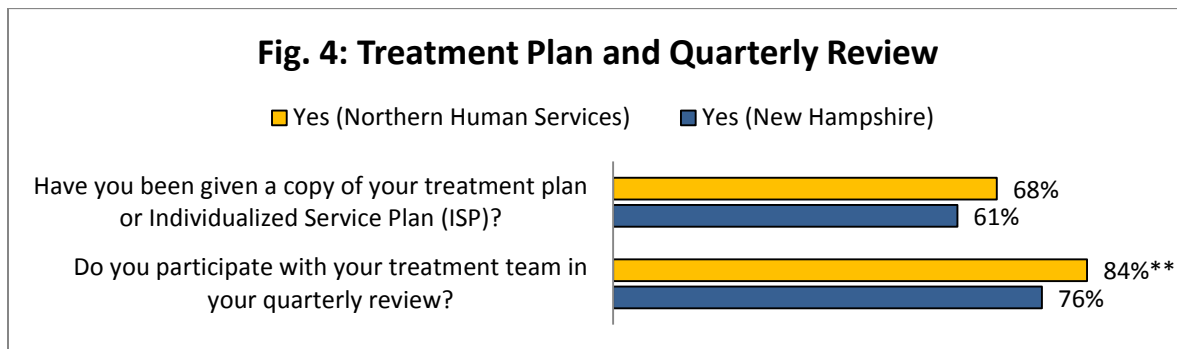 Fig. 4: Treatment Plan and Quarterly Review
Yes (Northern Human Services) Yes (New Hampshire)
Have you been given a copy of your treatment plan
or Individualized Service Plan (ISP)?
68%
61%
Do you participate with your treatment team in
your quarterly review?
84%**
76%